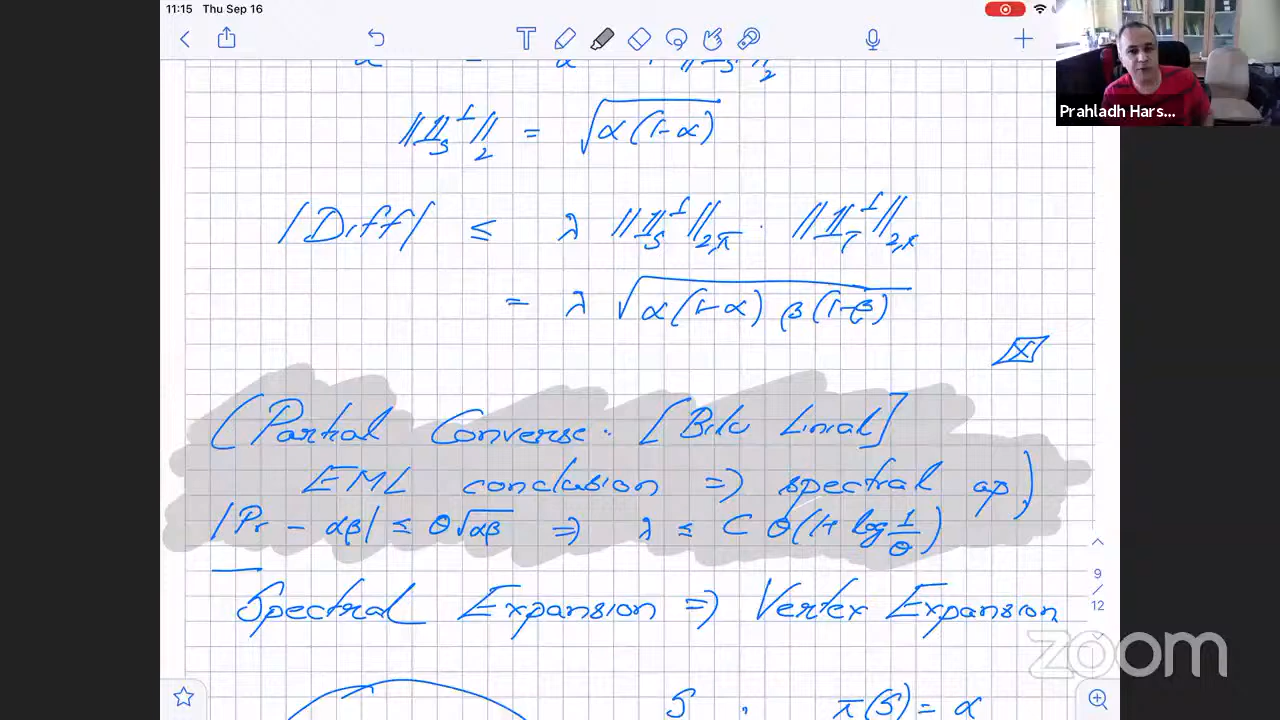 11:15 Thu Sep 16
Prahladh Hars...
‖𝟙_S^⊥‖_2 = √α(1-α)
|Diff| ≤ λ ‖𝟙_S^⊥‖_{2,π} · ‖𝟙_T^⊥‖_{2,π}
= λ √α(1-α) β(1-β)
(Partial Converse. [Bilu Linial]
EML conclusion => spectral gap)
|Pr - αβ| ≤ θ√αβ => λ ≤ C θ(1+ log 1/θ)
Spectral Expansion => Vertex Expansion
9
/
12
zoom
S, π(S) = α